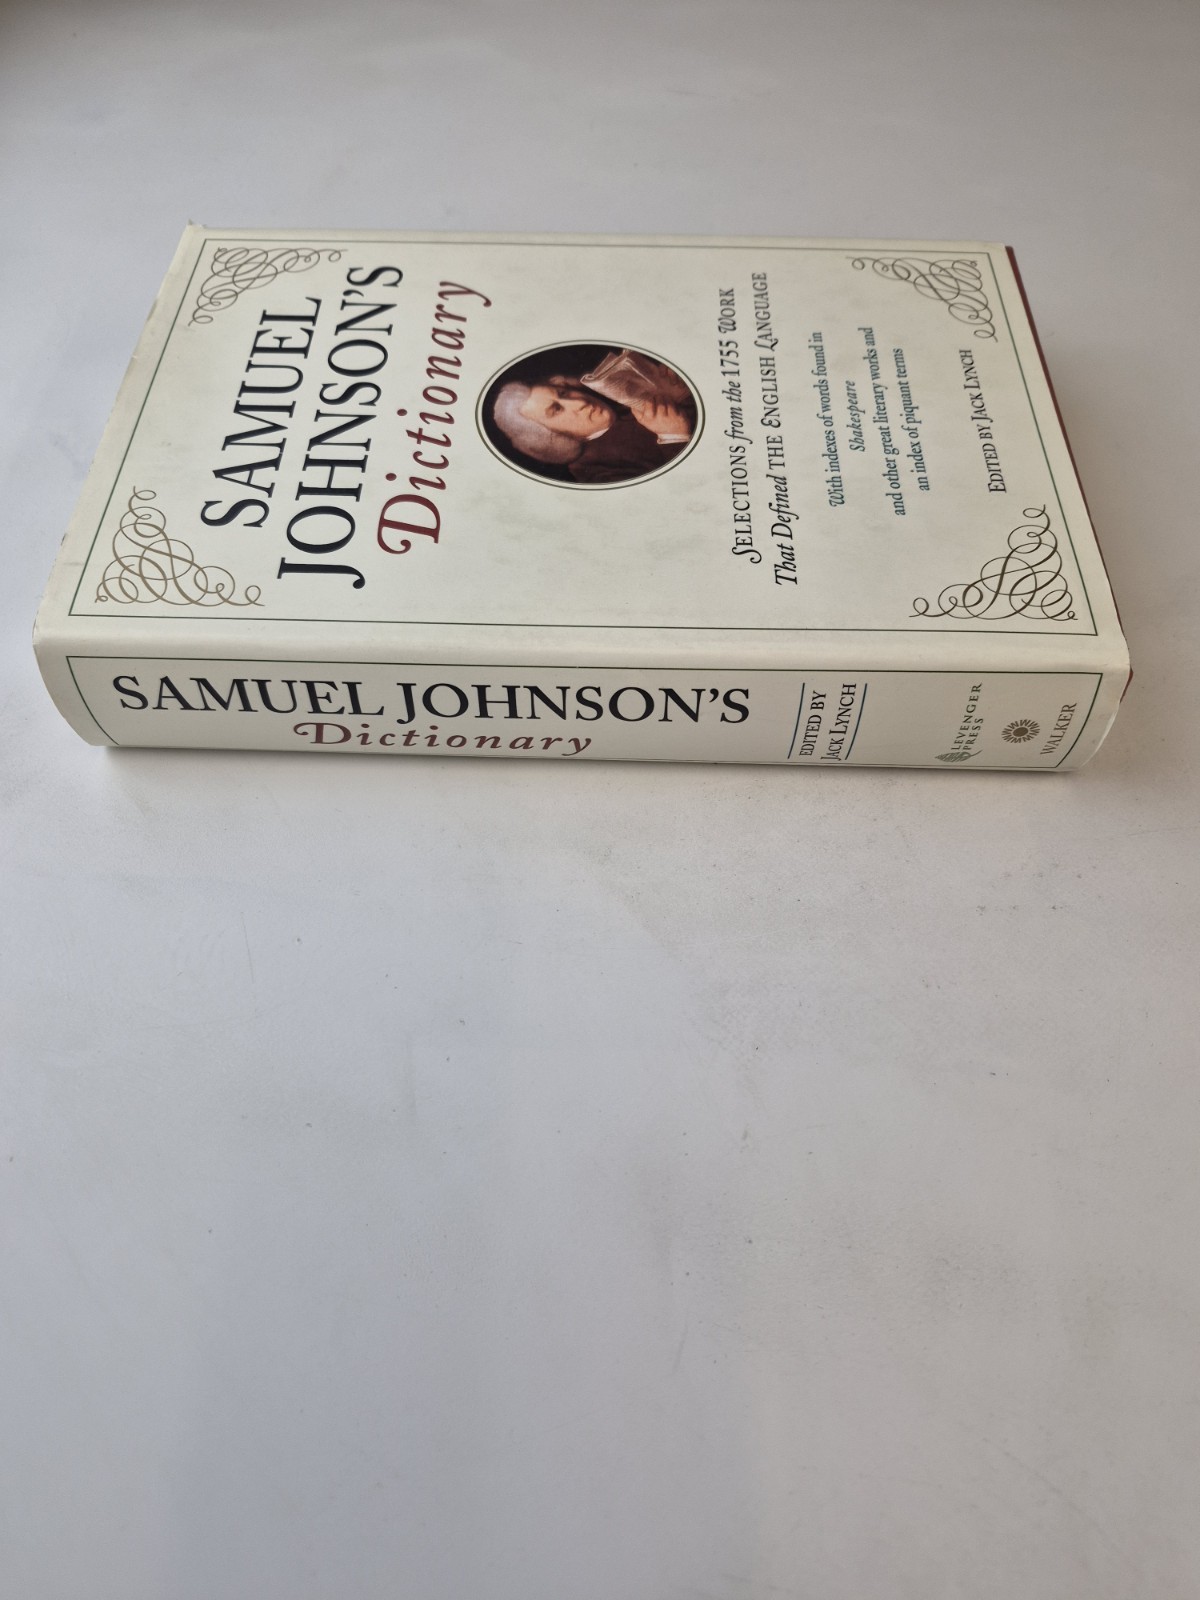 SAMUEL
JOHNSON'S
Dictionary
SELECTIONS from the 1755 WORK
That Defined THE ENGLISH LANGUAGE
With indexes of words found in
Shakespeare
and other great literary works and
an index of piquant terms
EDITED BY JACK LYNCH
SAMUEL JOHNSON'S
Dictionary
EDITED BY
JACK LYNCH
LEVENGER
PRESS
WALKER